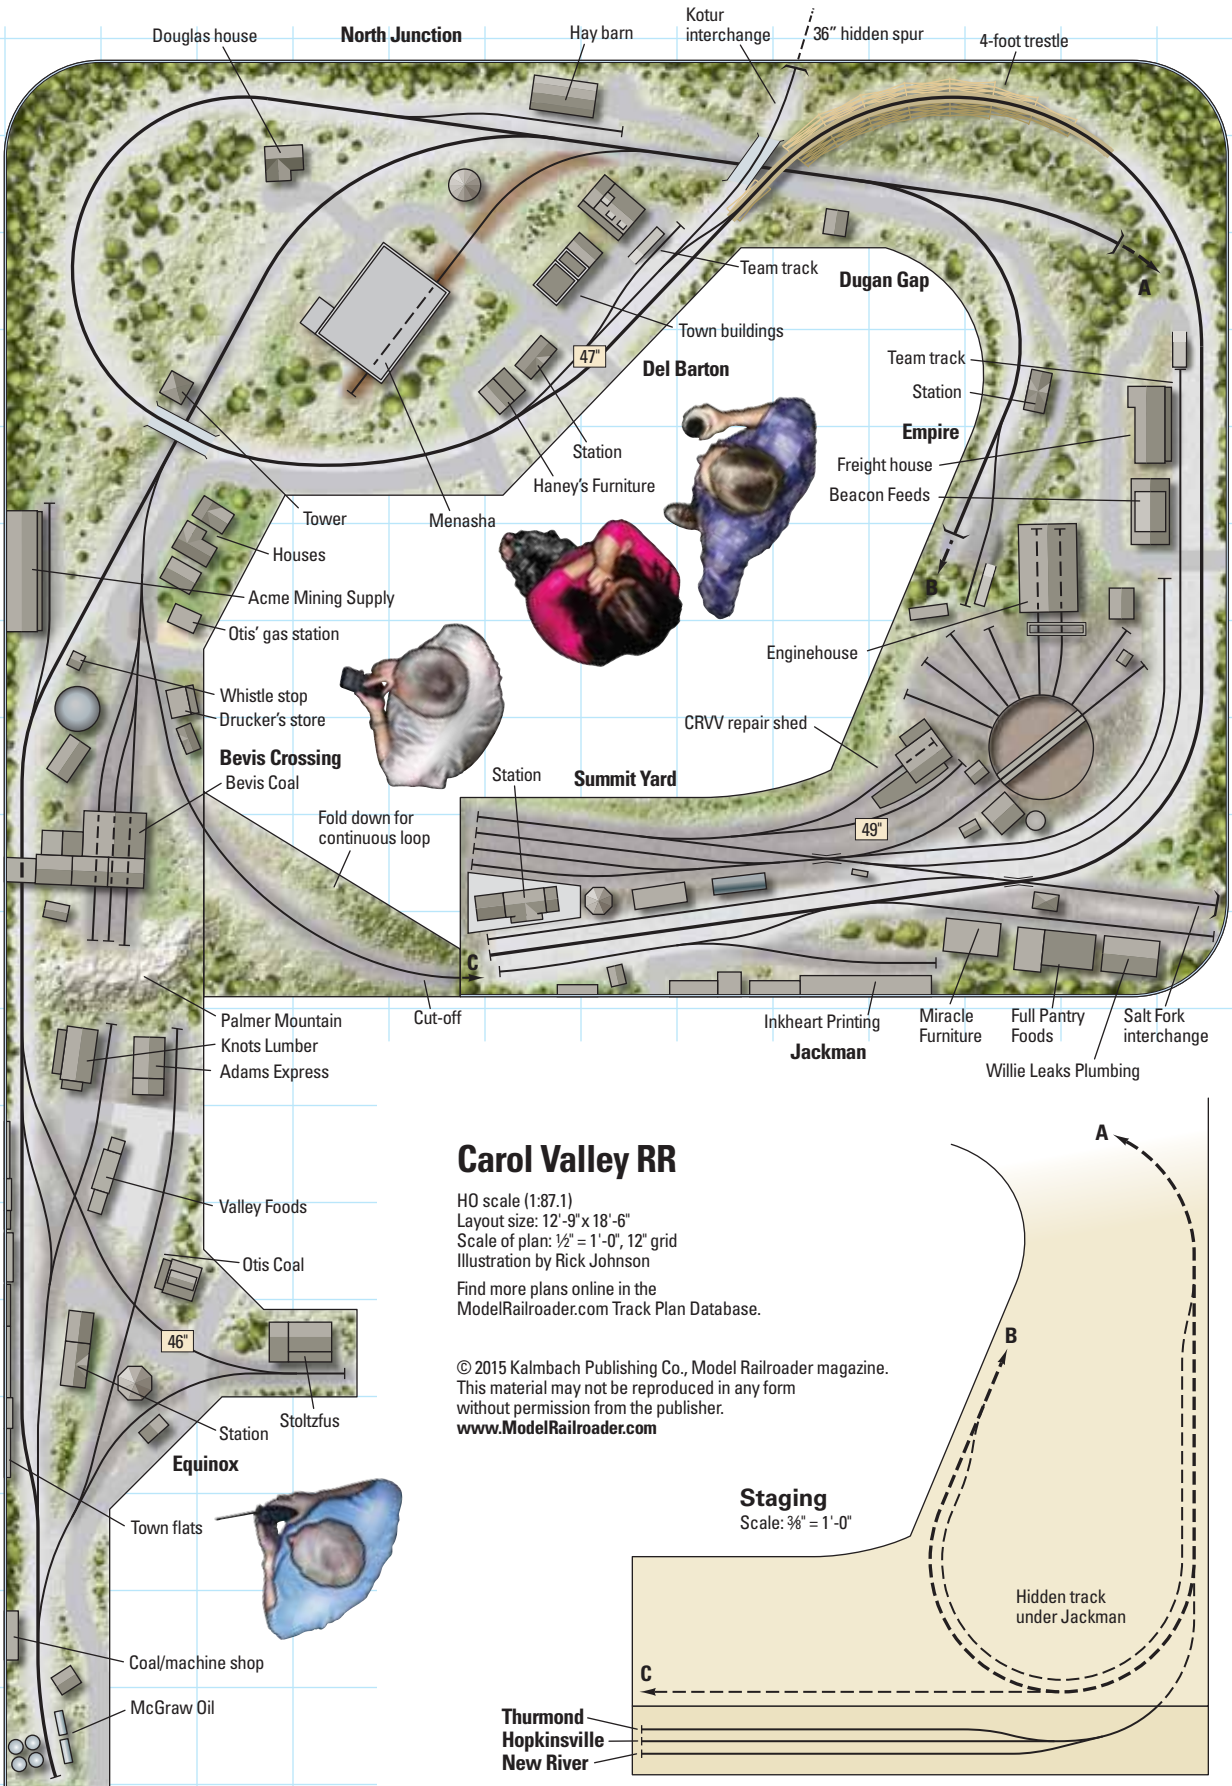 Douglas house
North Junction
Hay barn
Kotur
interchange
36” hidden spur
4-foot trestle
A
Team track
Dugan Gap
Town buildings
47"
Del Barton
Team track
Station
Empire
Freight house
Beacon Feeds
Station
Haney’s Furniture
Tower
Menasha
Houses
Acme Mining Supply
B
Otis’ gas station
Enginehouse
Whistle stop
Drucker’s store
CRVV repair shed
Bevis Crossing
Bevis Coal
Station
Summit Yard
Fold down for
continuous loop
49"
C
Cut-off
Palmer Mountain
Knots Lumber
Adams Express
Inkheart Printing
Jackman
Miracle
Furniture
Full Pantry
Foods
Salt Fork
interchange
Willie Leaks Plumbing
Valley Foods
Otis Coal
46"
Stoltzfus
Station
Equinox
Town flats
Coal/machine shop
McGraw Oil
Carol Valley RR
HO scale (1:87.1)
Layout size: 12'-9" x 18'-6"
Scale of plan: ½" = 1'-0", 12" grid
Illustration by Rick Johnson
Find more plans online in the
ModelRailroader.com Track Plan Database.
© 2015 Kalmbach Publishing Co., Model Railroader magazine.
This material may not be reproduced in any form
without permission from the publisher.
www.ModelRailroader.com
A
B
Staging
Scale: ⅜" = 1'-0"
Hidden track
under Jackman
C
Thurmond
Hopkinsville
New River